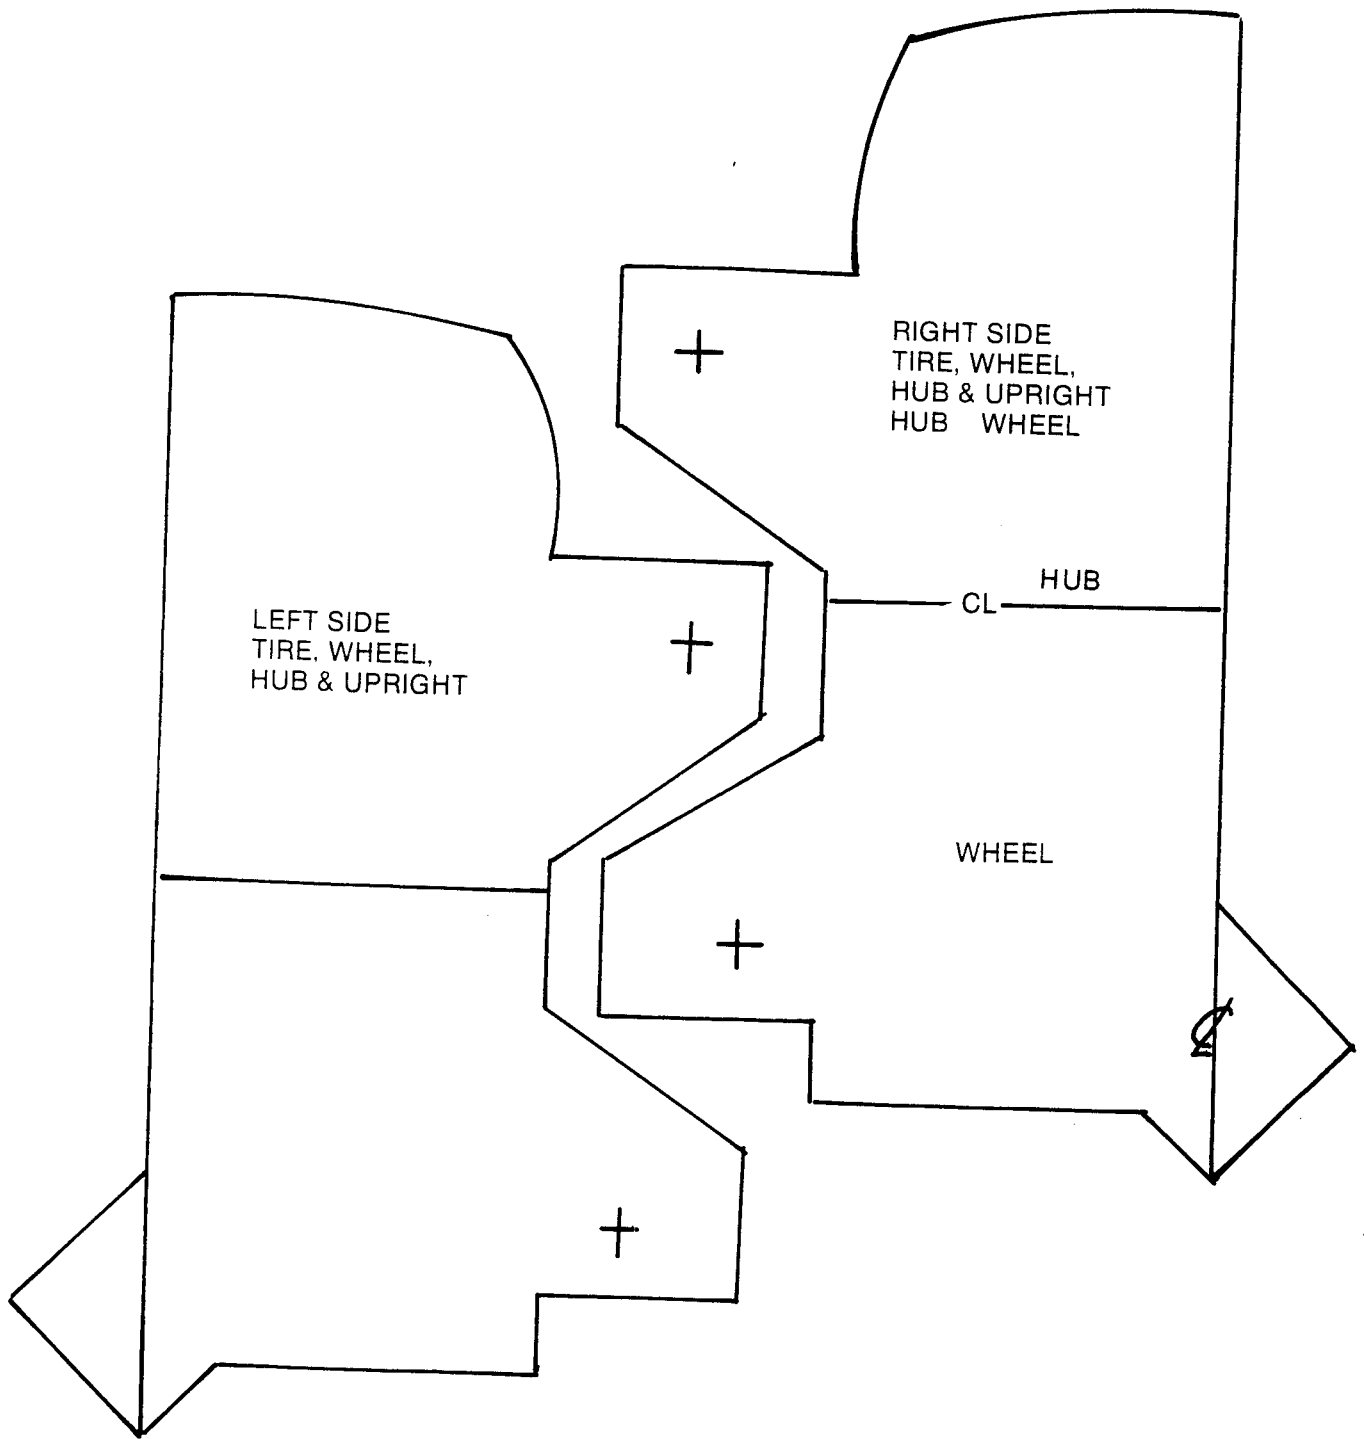 RIGHT SIDE
TIRE, WHEEL,
HUB & UPRIGHT
HUB WHEEL
HUB
CL
LEFT SIDE
TIRE, WHEEL,
HUB & UPRIGHT
WHEEL